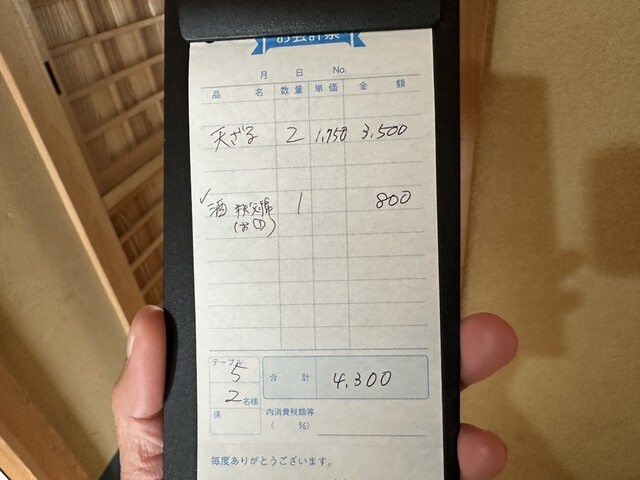 お会計票
月 日 No.
品 名 数量 単価 金 額
天ざる 2 1,750 3,500
✓酒 秩父錦 1 800
(お①)
テーブル 5
合 計 4,300
2名様
係
内消費税額等
( %)
毎度ありがとうございます。